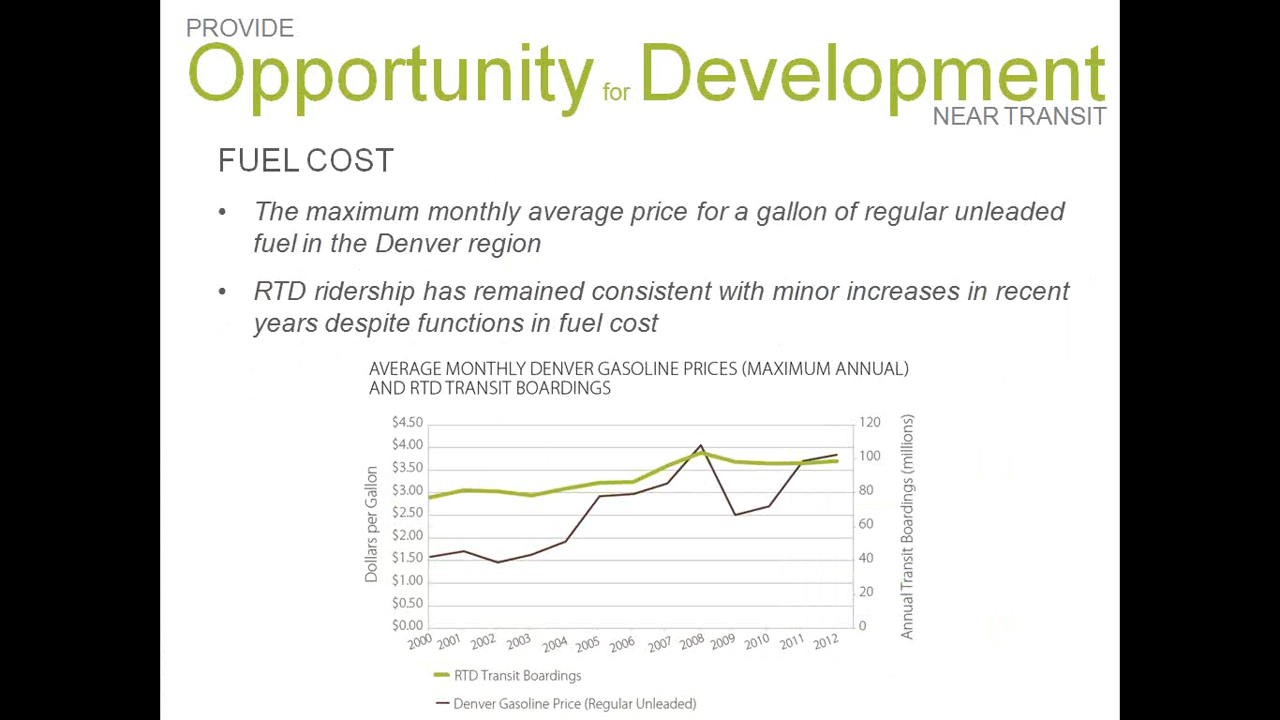 PROVIDE
Opportunity for Development
NEAR TRANSIT
FUEL COST
• The maximum monthly average price for a gallon of regular unleaded
fuel in the Denver region
• RTD ridership has remained consistent with minor increases in recent
years despite functions in fuel cost
AVERAGE MONTHLY DENVER GASOLINE PRICES (MAXIMUM ANNUAL)
AND RTD TRANSIT BOARDINGS
Dollars per Gallon
$4.50
$4.00
$3.50
$3.00
$2.50
$2.00
$1.50
$1.00
$0.50
$0.00
120
100
80
60
40
20
0
Annual Transit Boardings (millions)
2000 2001 2002 2003 2004 2005 2006 2007 2008 2009 2010 2011 2012
RTD Transit Boardings
Denver Gasoline Price (Regular Unleaded)